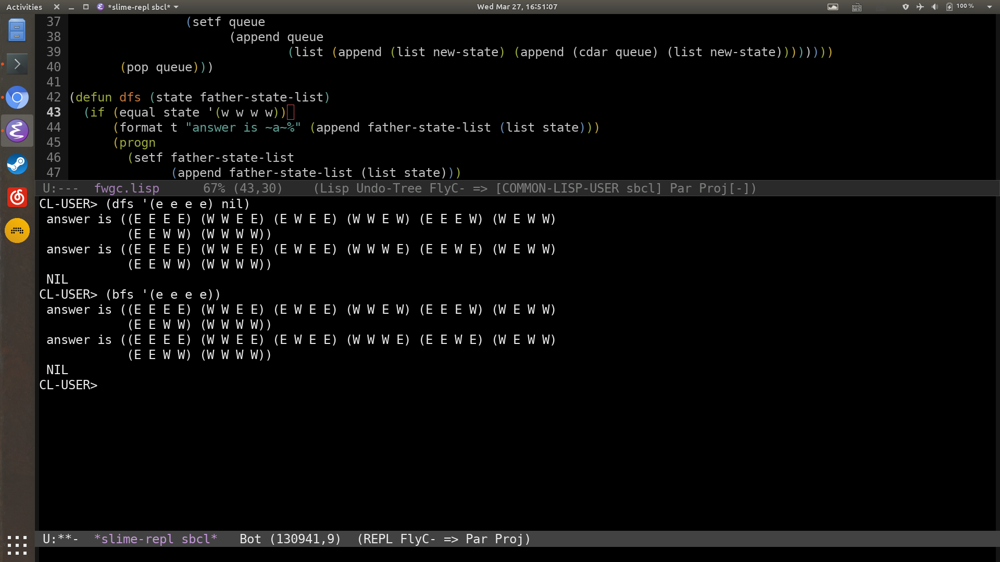 Activities *slime-repl sbcl* Wed Mar 27, 16:51:07 100 %
37 (setf queue
38 (append queue
39 (list (append (list new-state) (append (cdar queue) (list new-state))))))))
40 (pop queue)))
41
42 (defun dfs (state father-state-list)
43 (if (equal state '(w w w w))
44 (format t "answer is ~a~%" (append father-state-list (list state)))
45 (progn
46 (setf father-state-list
47 (append father-state-list (list state)))
U:--- fwgc.lisp 67% (43,30) (Lisp Undo-Tree FlyC- => [COMMON-LISP-USER sbcl] Par Proj[-])
CL-USER> (dfs '(e e e e) nil)
answer is ((E E E E) (W W E E) (E W E E) (W W E W) (E E E W) (W E W W)
(E E W W) (W W W W))
answer is ((E E E E) (W W E E) (E W E E) (W W W E) (E E W E) (W E W W)
(E E W W) (W W W W))
NIL
CL-USER> (bfs '(e e e e))
answer is ((E E E E) (W W E E) (E W E E) (W W E W) (E E E W) (W E W W)
(E E W W) (W W W W))
answer is ((E E E E) (W W E E) (E W E E) (W W W E) (E E W E) (W E W W)
(E E W W) (W W W W))
NIL
CL-USER>
U:**- *slime-repl sbcl* Bot (130941,9) (REPL FlyC- => Par Proj)